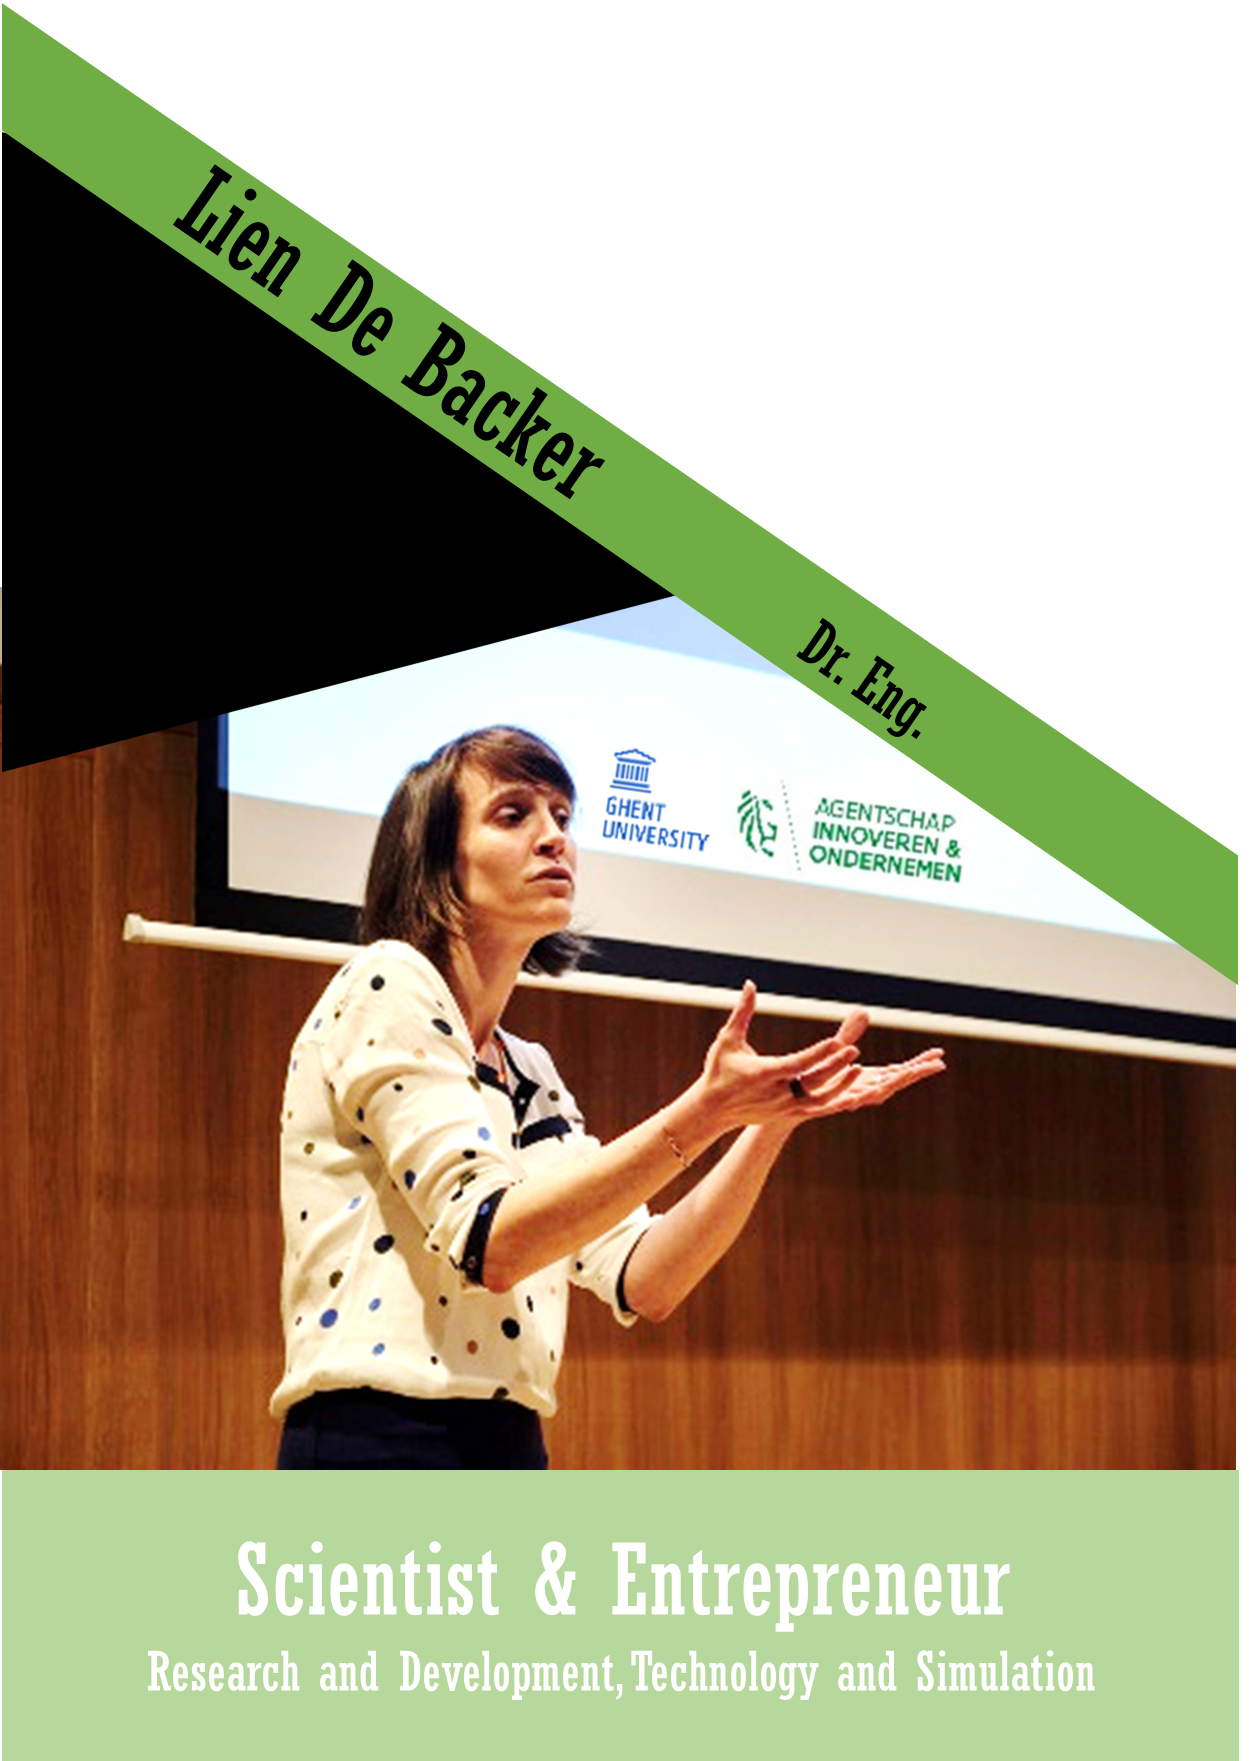 Lien De Backer
Dr. Eng.
GHENT
UNIVERSITY
AGENTSCHAP
INNOVEREN &
ONDERNEMEN
Scientist & Entrepreneur
Research and Development, Technology and Simulation